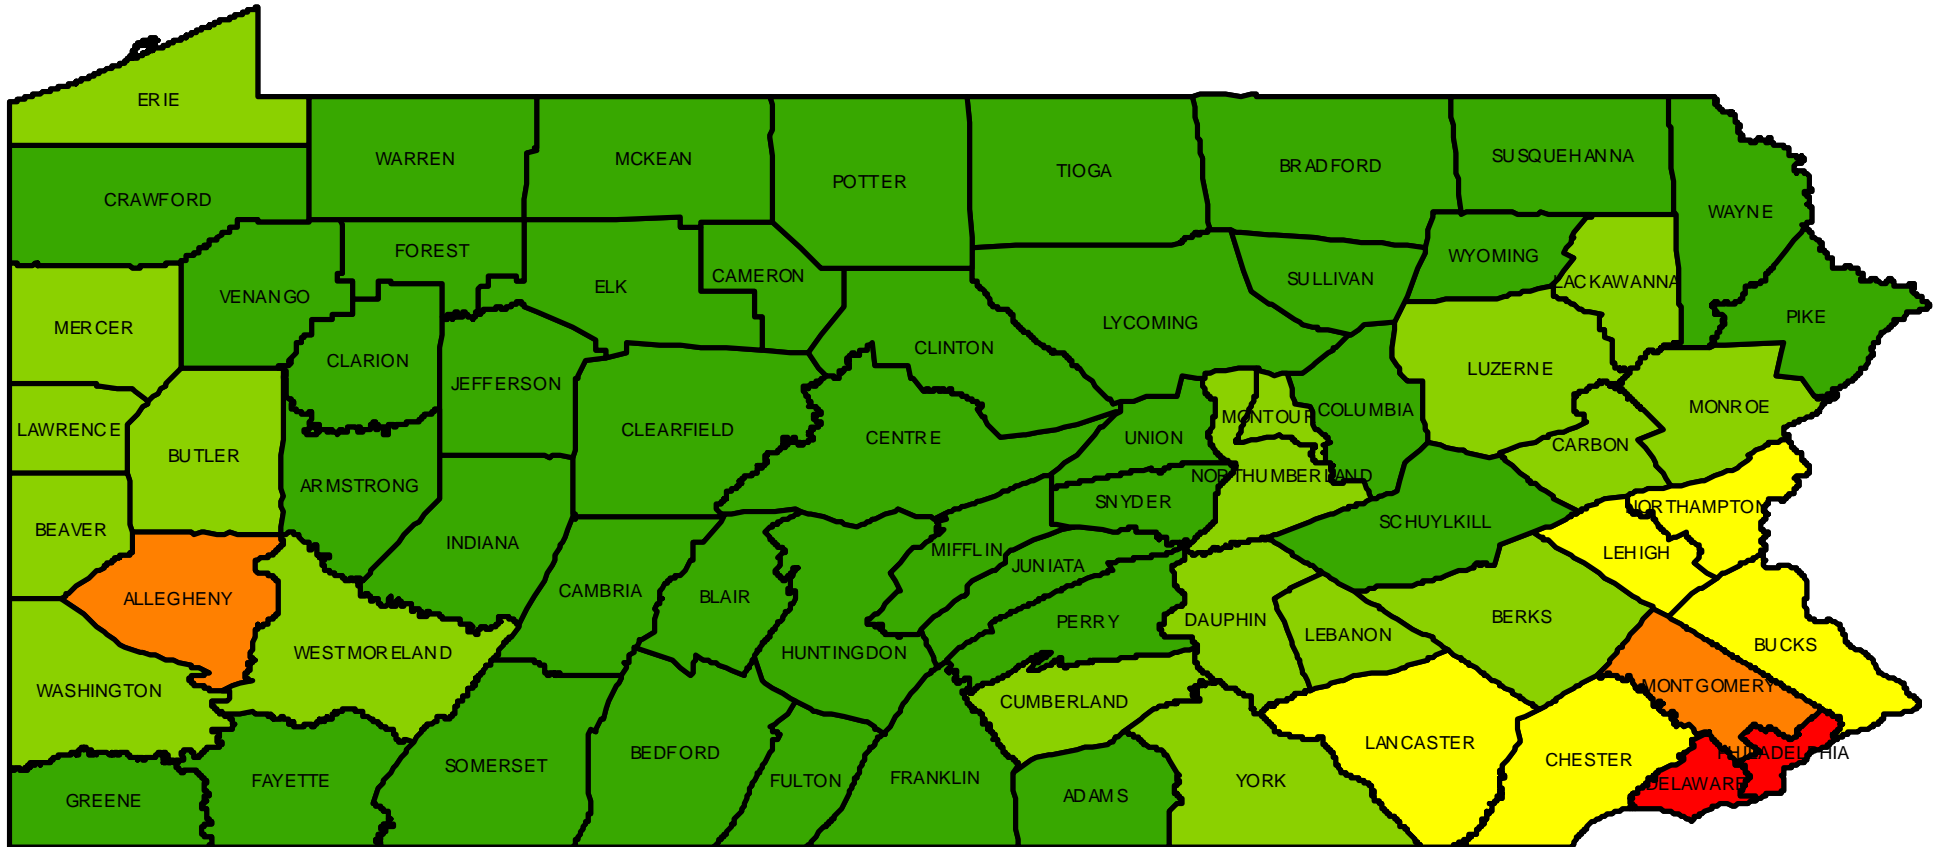 ERIE
WARREN
MCKEAN
SUSQUEHANNA
BRADFORD
TIOGA
POTTER
CRAWFORD
WAYNE
FOREST
WYOMING
CAMERON
SULLIVAN
LACKAWANNA
ELK
VENANGO
PIKE
LYCOMING
MERCER
CLINTON
CLARION
LUZERNE
JEFFERSON
MONROE
COLUMBIA
MONTOUR
LAWRENCE
CLEARFIELD
CENTRE
UNION
CARBON
BUTLER
NORTHUMBERLAND
ARMSTRONG
SNYDER
NORTHAMPTON
SCHUYLKILL
BEAVER
INDIANA
MIFFLIN
LEHIGH
JUNIATA
CAMBRIA
BLAIR
ALLEGHENY
BERKS
PERRY
DAUPHIN
LEBANON
BUCKS
WESTMORELAND
HUNTINGDON
MONTGOMERY
WASHINGTON
CUMBERLAND
LANCASTER
BEDFORD
PHILADELPHIA
CHESTER
SOMERSET
FRANKLIN
FAYETTE
FULTON
YORK
DELAWARE
ADAMS
GREENE